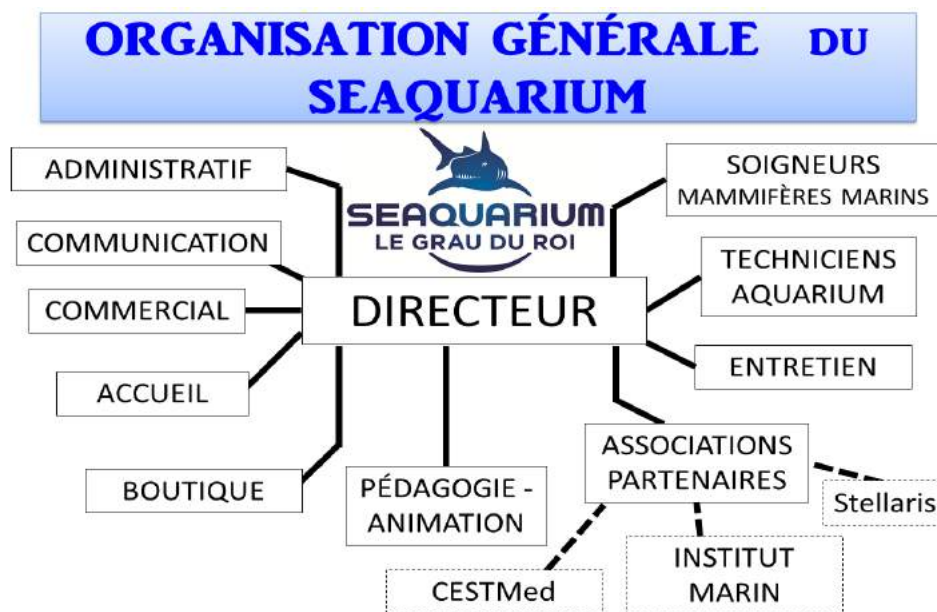 ORGANISATION GÉNÉRALE DU
SEAQUARIUM
ADMINISTRATIF
COMMUNICATION
COMMERCIAL
ACCUEIL
BOUTIQUE
SEAQUARIUM
LE GRAU DU ROI
DIRECTEUR
PÉDAGOGIE -
ANIMATION
SOIGNEURS
MAMMIFÈRES MARINS
TECHNICIENS
AQUARIUM
ENTRETIEN
ASSOCIATIONS
PARTENAIRES
Stellaris
CESTMed
INSTITUT
MARIN